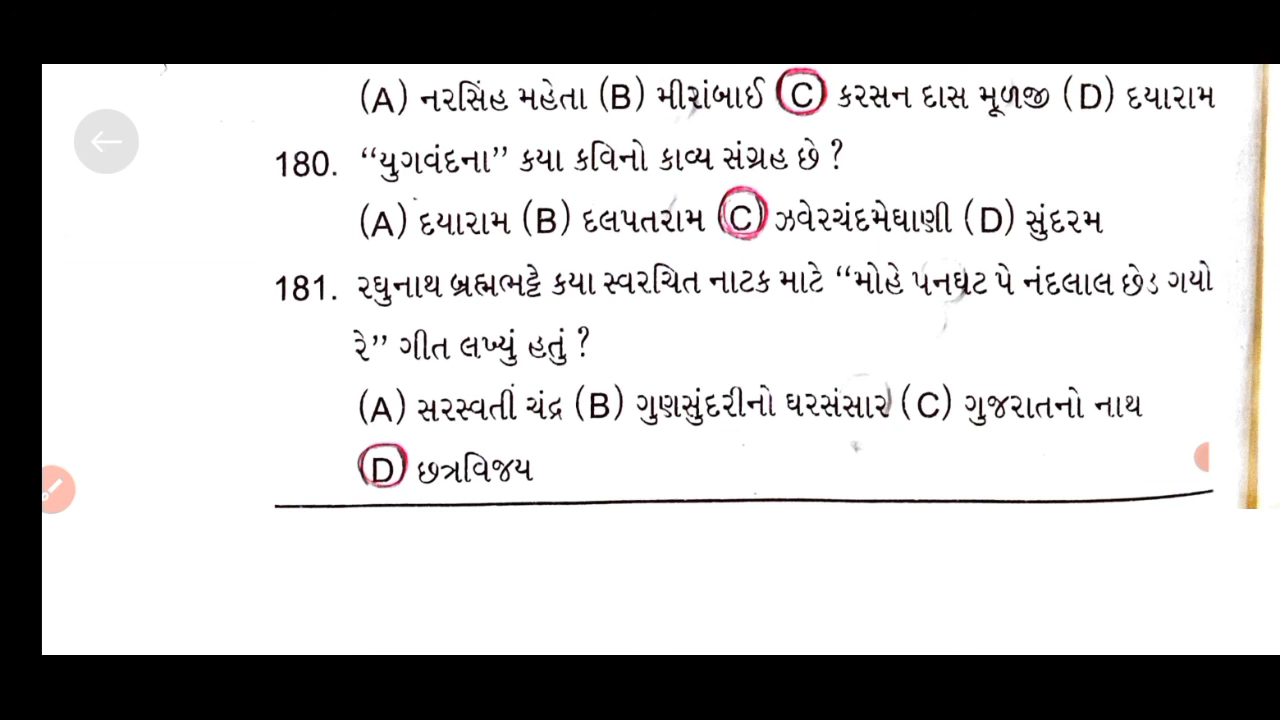 (A) નરસિંહ મહેતા (B) મીરાંબાઈ (C) કરસન દાસ મૂળજી (D) દયારામ
180. “યુગવંદના” કયા કવિનો કાવ્ય સંગ્રહ છે ?
(A) દયારામ (B) દલપતરામ (C) ઝવેરચંદમેઘાણી (D) સુંદરમ
181. રઘુનાથ બ્રહ્મભટ્ટે કયા સ્વરચિત નાટક માટે “મોહે પનઘટ પે નંદલાલ છેડ ગયો
રે” ગીત લખ્યું હતું ?
(A) સરસ્વતી ચંદ્ર (B) ગુણસુંદરીનો ઘરસંસાર (C) ગુજરાતનો નાથ
(D) છત્રવિજય